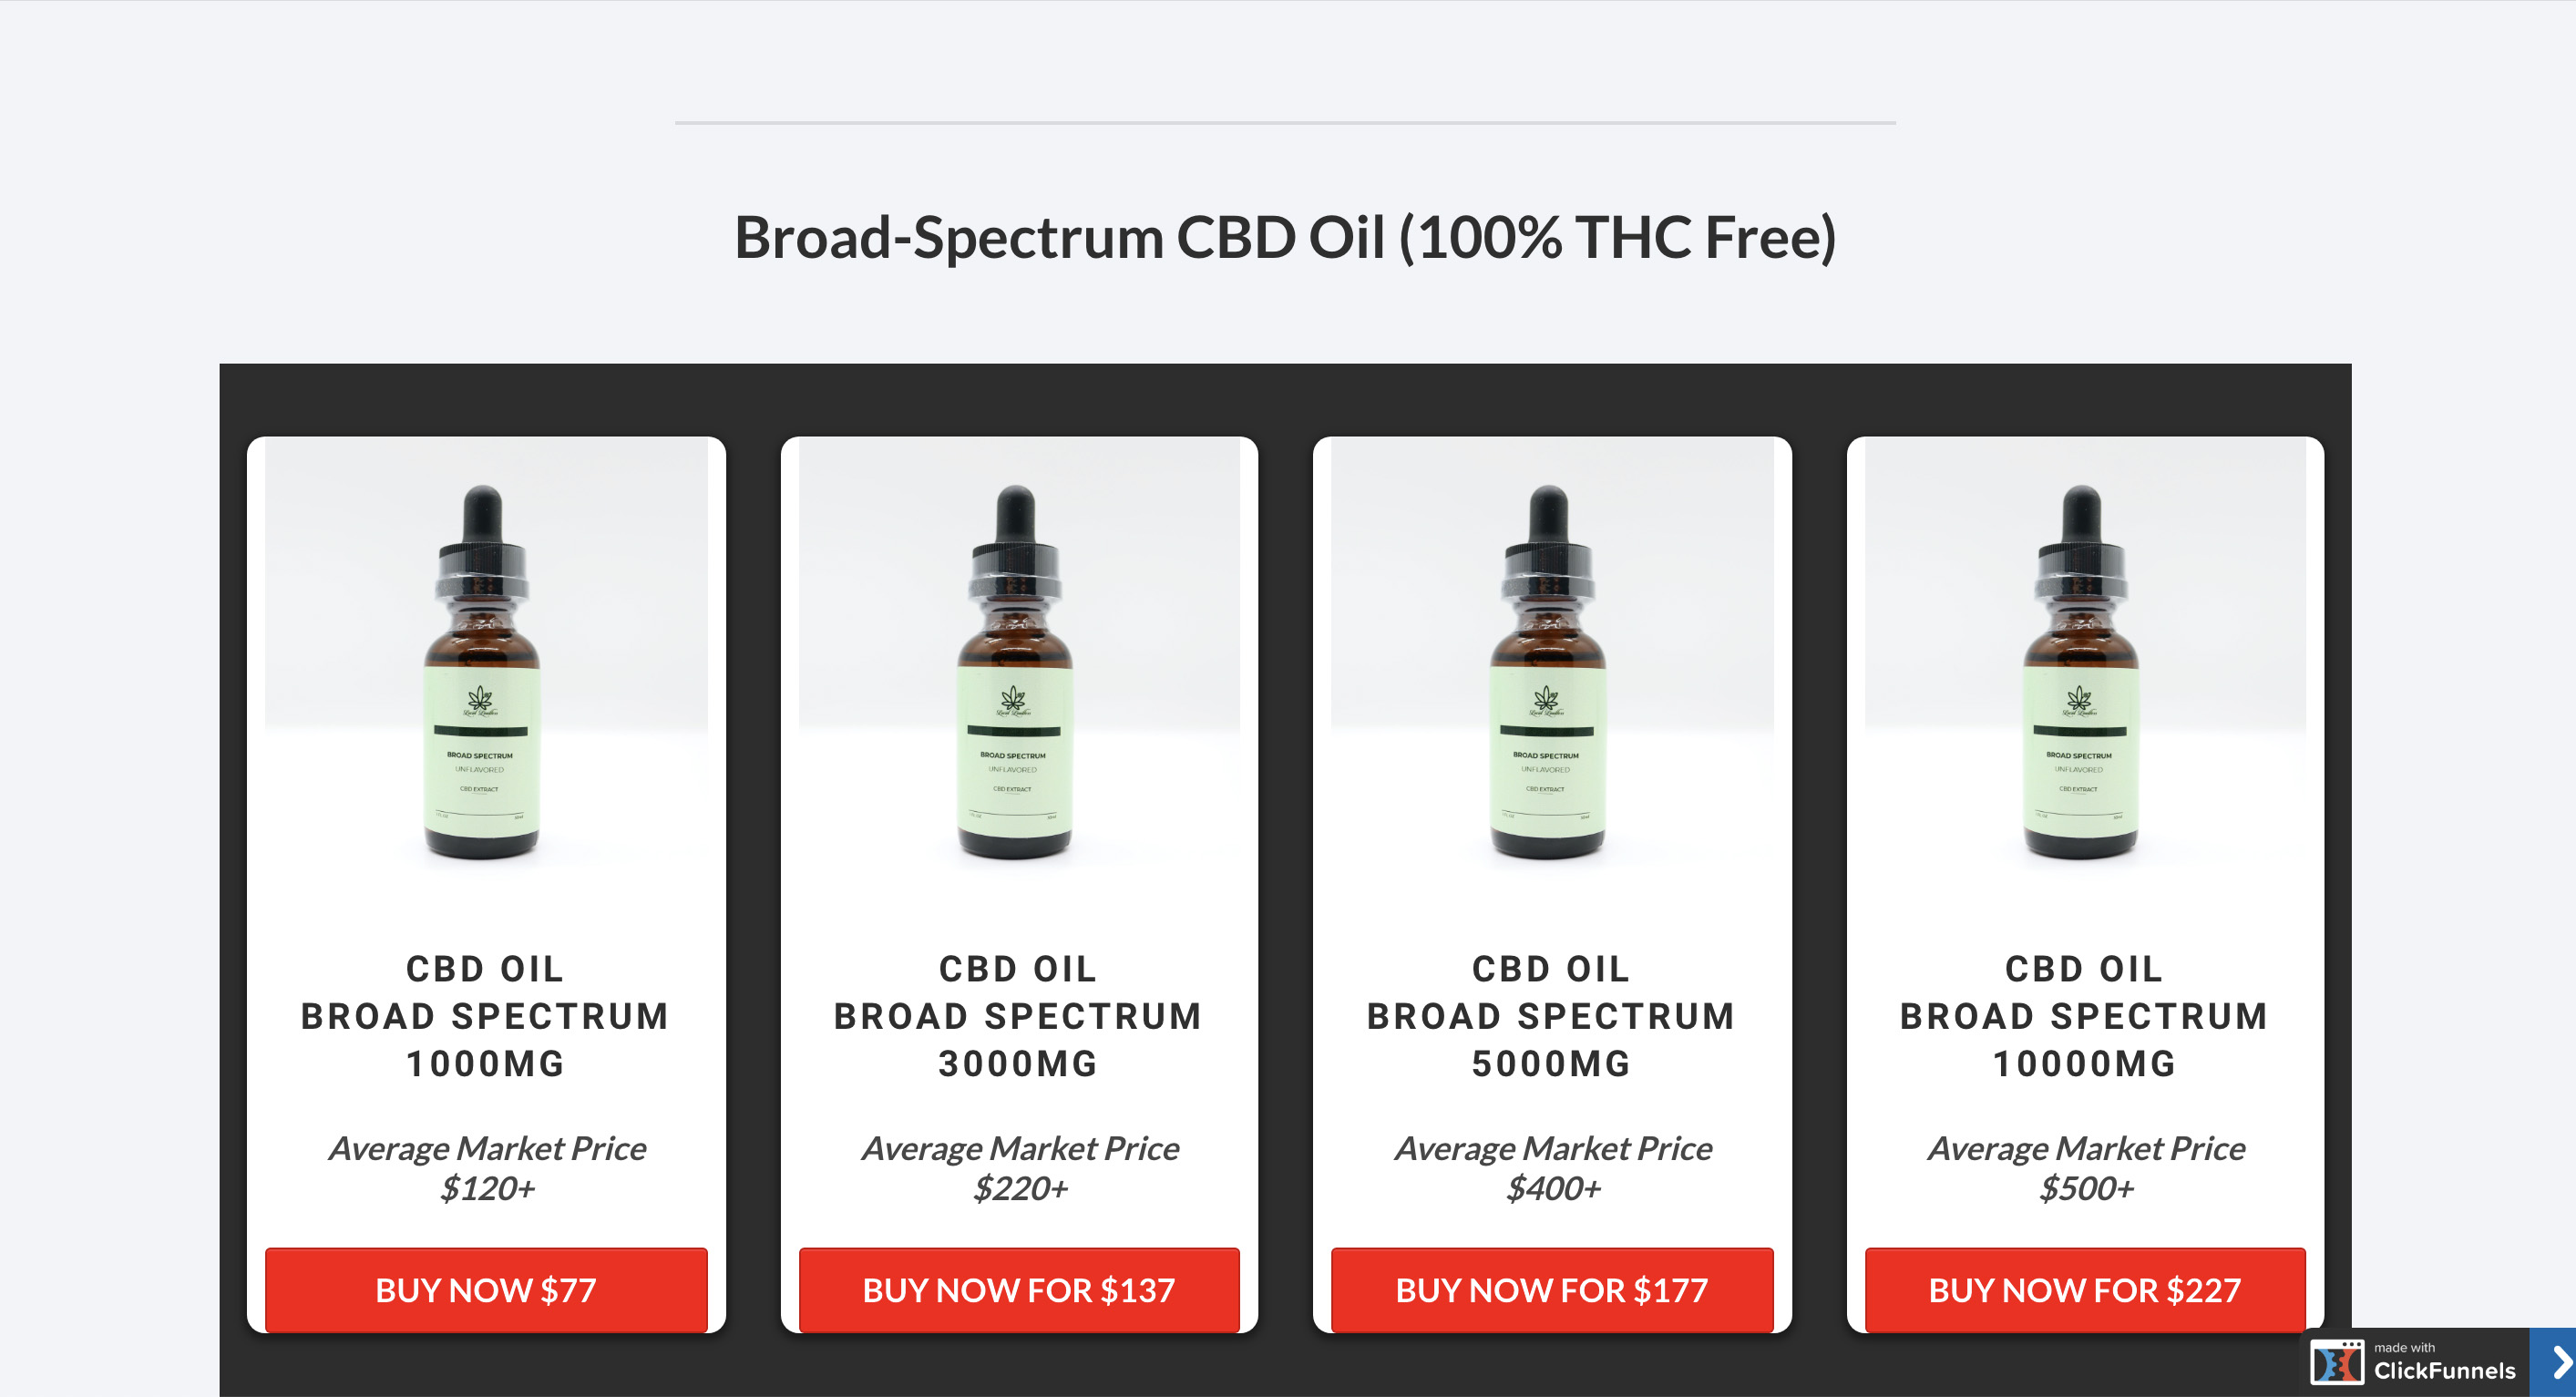 Broad-Spectrum CBD Oil (100% THC Free)
BROAD SPECTRUM
UNFLAVORED
CBD EXTRACT
CBD OIL
BROAD SPECTRUM
1000MG
Average Market Price
$120+
BUY NOW $77
BROAD SPECTRUM
UNFLAVORED
CBD EXTRACT
CBD OIL
BROAD SPECTRUM
3000MG
Average Market Price
$220+
BUY NOW FOR $137
BROAD SPECTRUM
UNFLAVORED
CBD EXTRACT
CBD OIL
BROAD SPECTRUM
5000MG
Average Market Price
$400+
BUY NOW FOR $177
BROAD SPECTRUM
UNFLAVORED
CBD EXTRACT
CBD OIL
BROAD SPECTRUM
10000MG
Average Market Price
$500+
BUY NOW FOR $227
made with
ClickFunnels